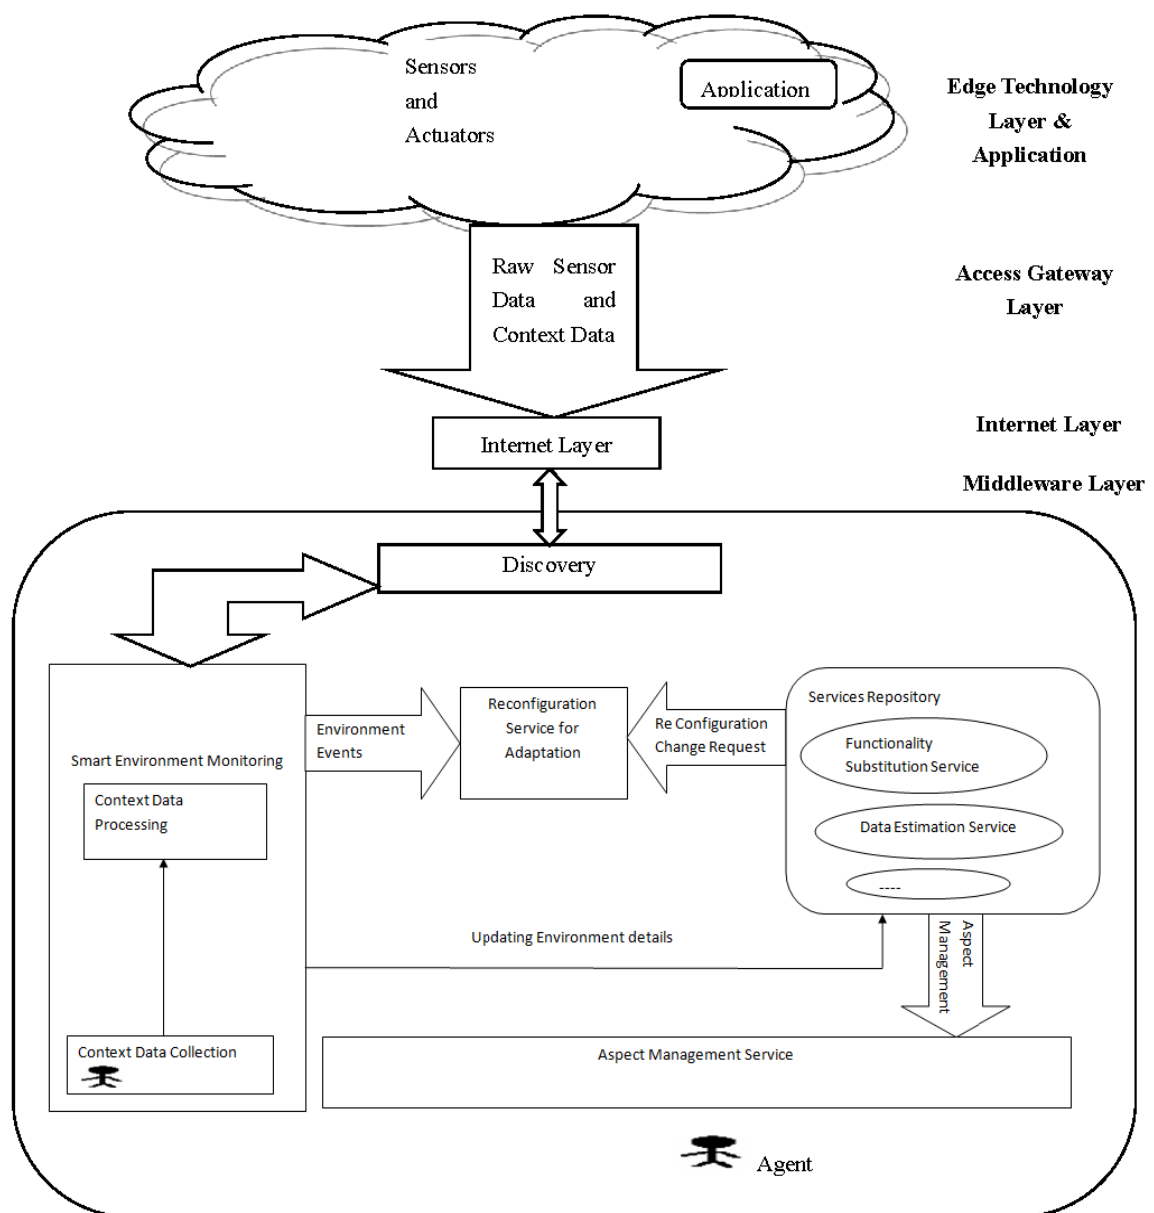 Sensors
and
Actuators
Application
Edge Technology
Layer &
Application
Raw Sensor
Data and
Context Data
Access Gateway
Layer
Internet Layer
Internet Layer
Middleware Layer
Discovery
Smart Environment Monitoring
Context Data
Processing
Context Data Collection
Environment
Events
Reconfiguration
Service for
Adaptation
Re Configuration
Change Request
Services Repository
Functionality
Substitution Service
Data Estimation Service
----
Updating Environment details
Aspect
Management
Aspect Management Service
Agent